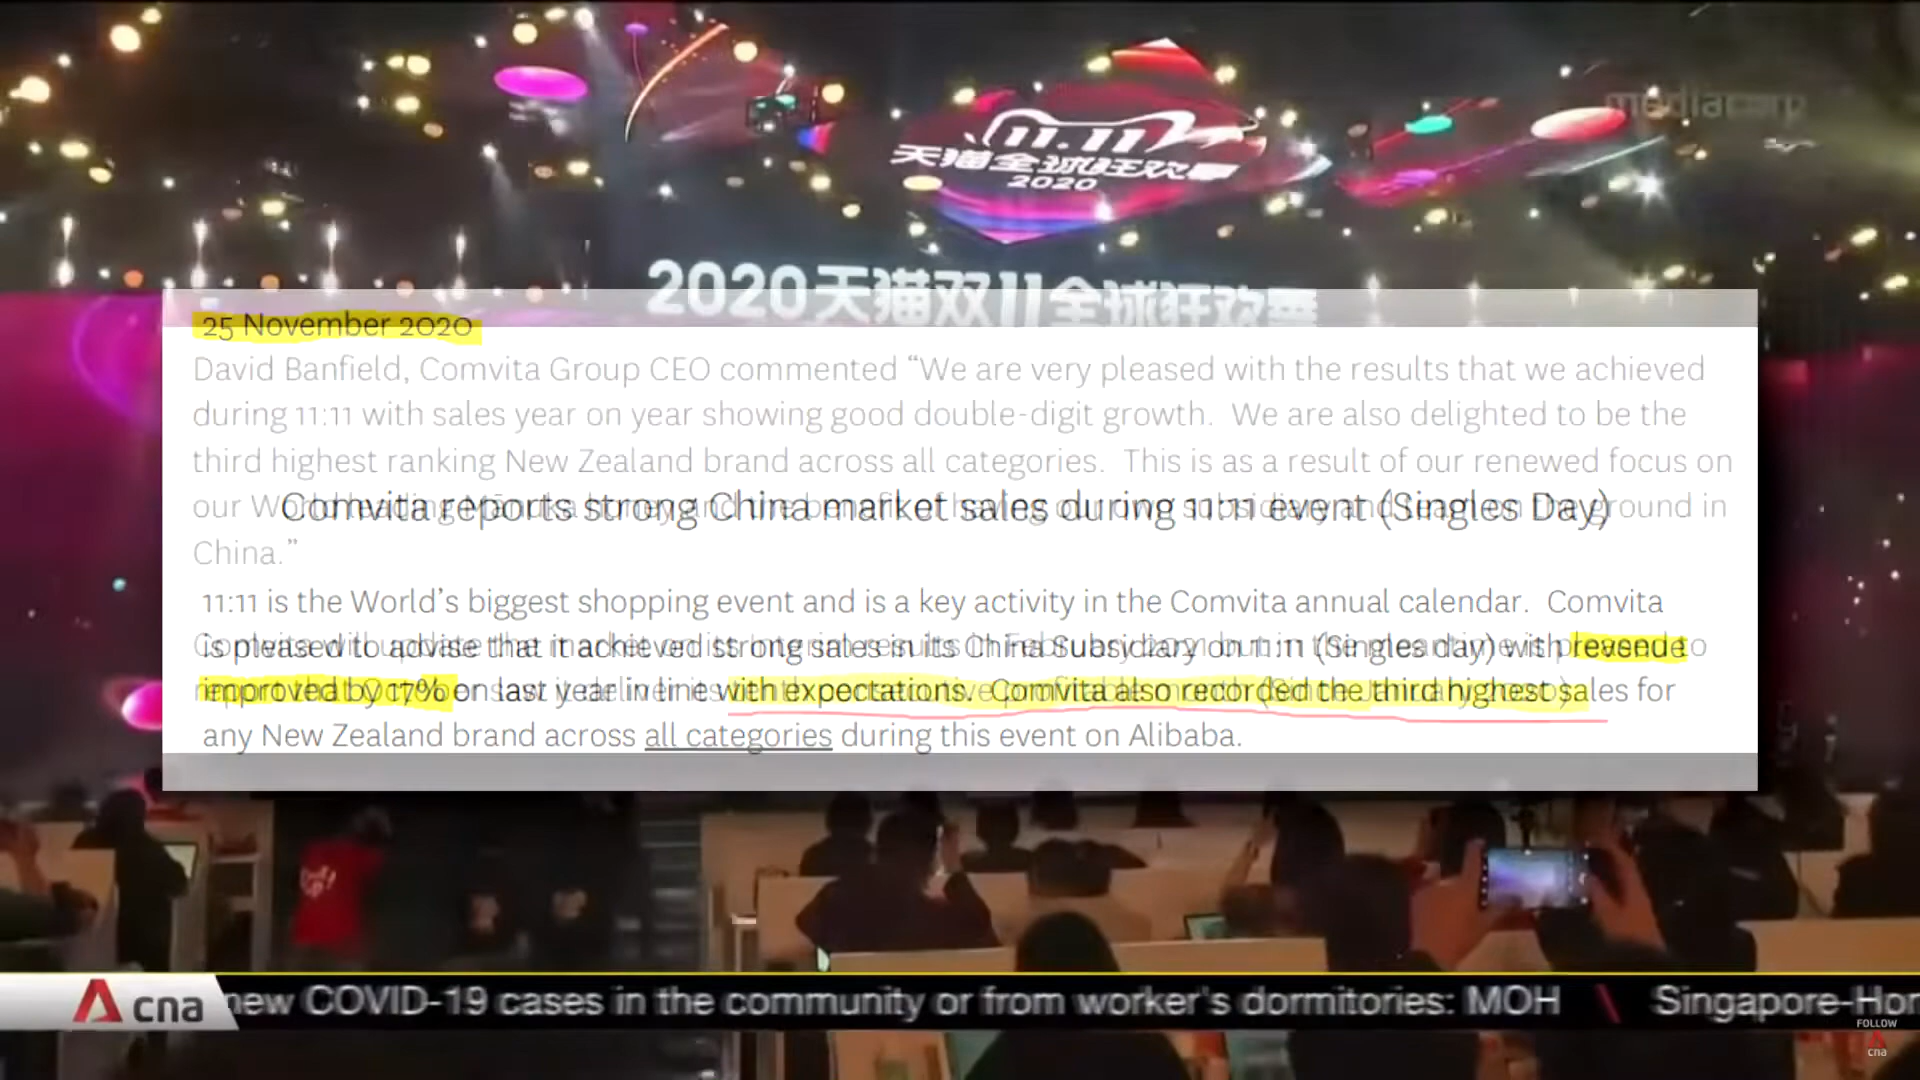 mediacorp
11.11
天猫全球狂欢季
2020
2020天猫双11全球狂欢季
25 November 2020
David Banfield, Comvita Group CEO commented “We are very pleased with the results that we achieved
during 11:11 with sales year on year showing good double-digit growth. We are also delighted to be the
third highest ranking New Zealand brand across all categories. This is as a result of our renewed focus on
our World leading ground in
Comvita reports strong China market sales during 11:11 event (Singles Day)
China.”
11:11 is the World’s biggest shopping event and is a key activity in the Comvita annual calendar. Comvita
is pleased to advise that it achieved strong sales in its China Subsidiary on 11:11 (Singles day) with revenue
improved by 17% on last year in line with expectations. Comvita also recorded the third highest sales for
any New Zealand brand across all categories during this event on Alibaba.
cna
new COVID-19 cases in the community or from worker's dormitories: MOH \ Singapore-Hon
FOLLOW
cna